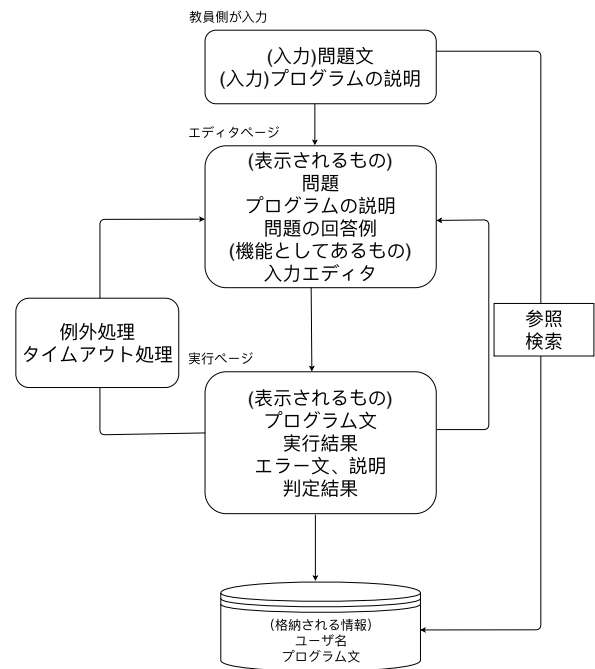 教員側が入力
(入力)問題文
(入力)プログラムの説明
エディタページ
(表示されるもの)
問題
プログラムの説明
問題の回答例
(機能としてあるもの)
入力エディタ
例外処理
タイムアウト処理
参照
検索
実行ページ
(表示されるもの)
プログラム文
実行結果
エラー文、説明
判定結果
(格納される情報)
ユーザ名
プログラム文